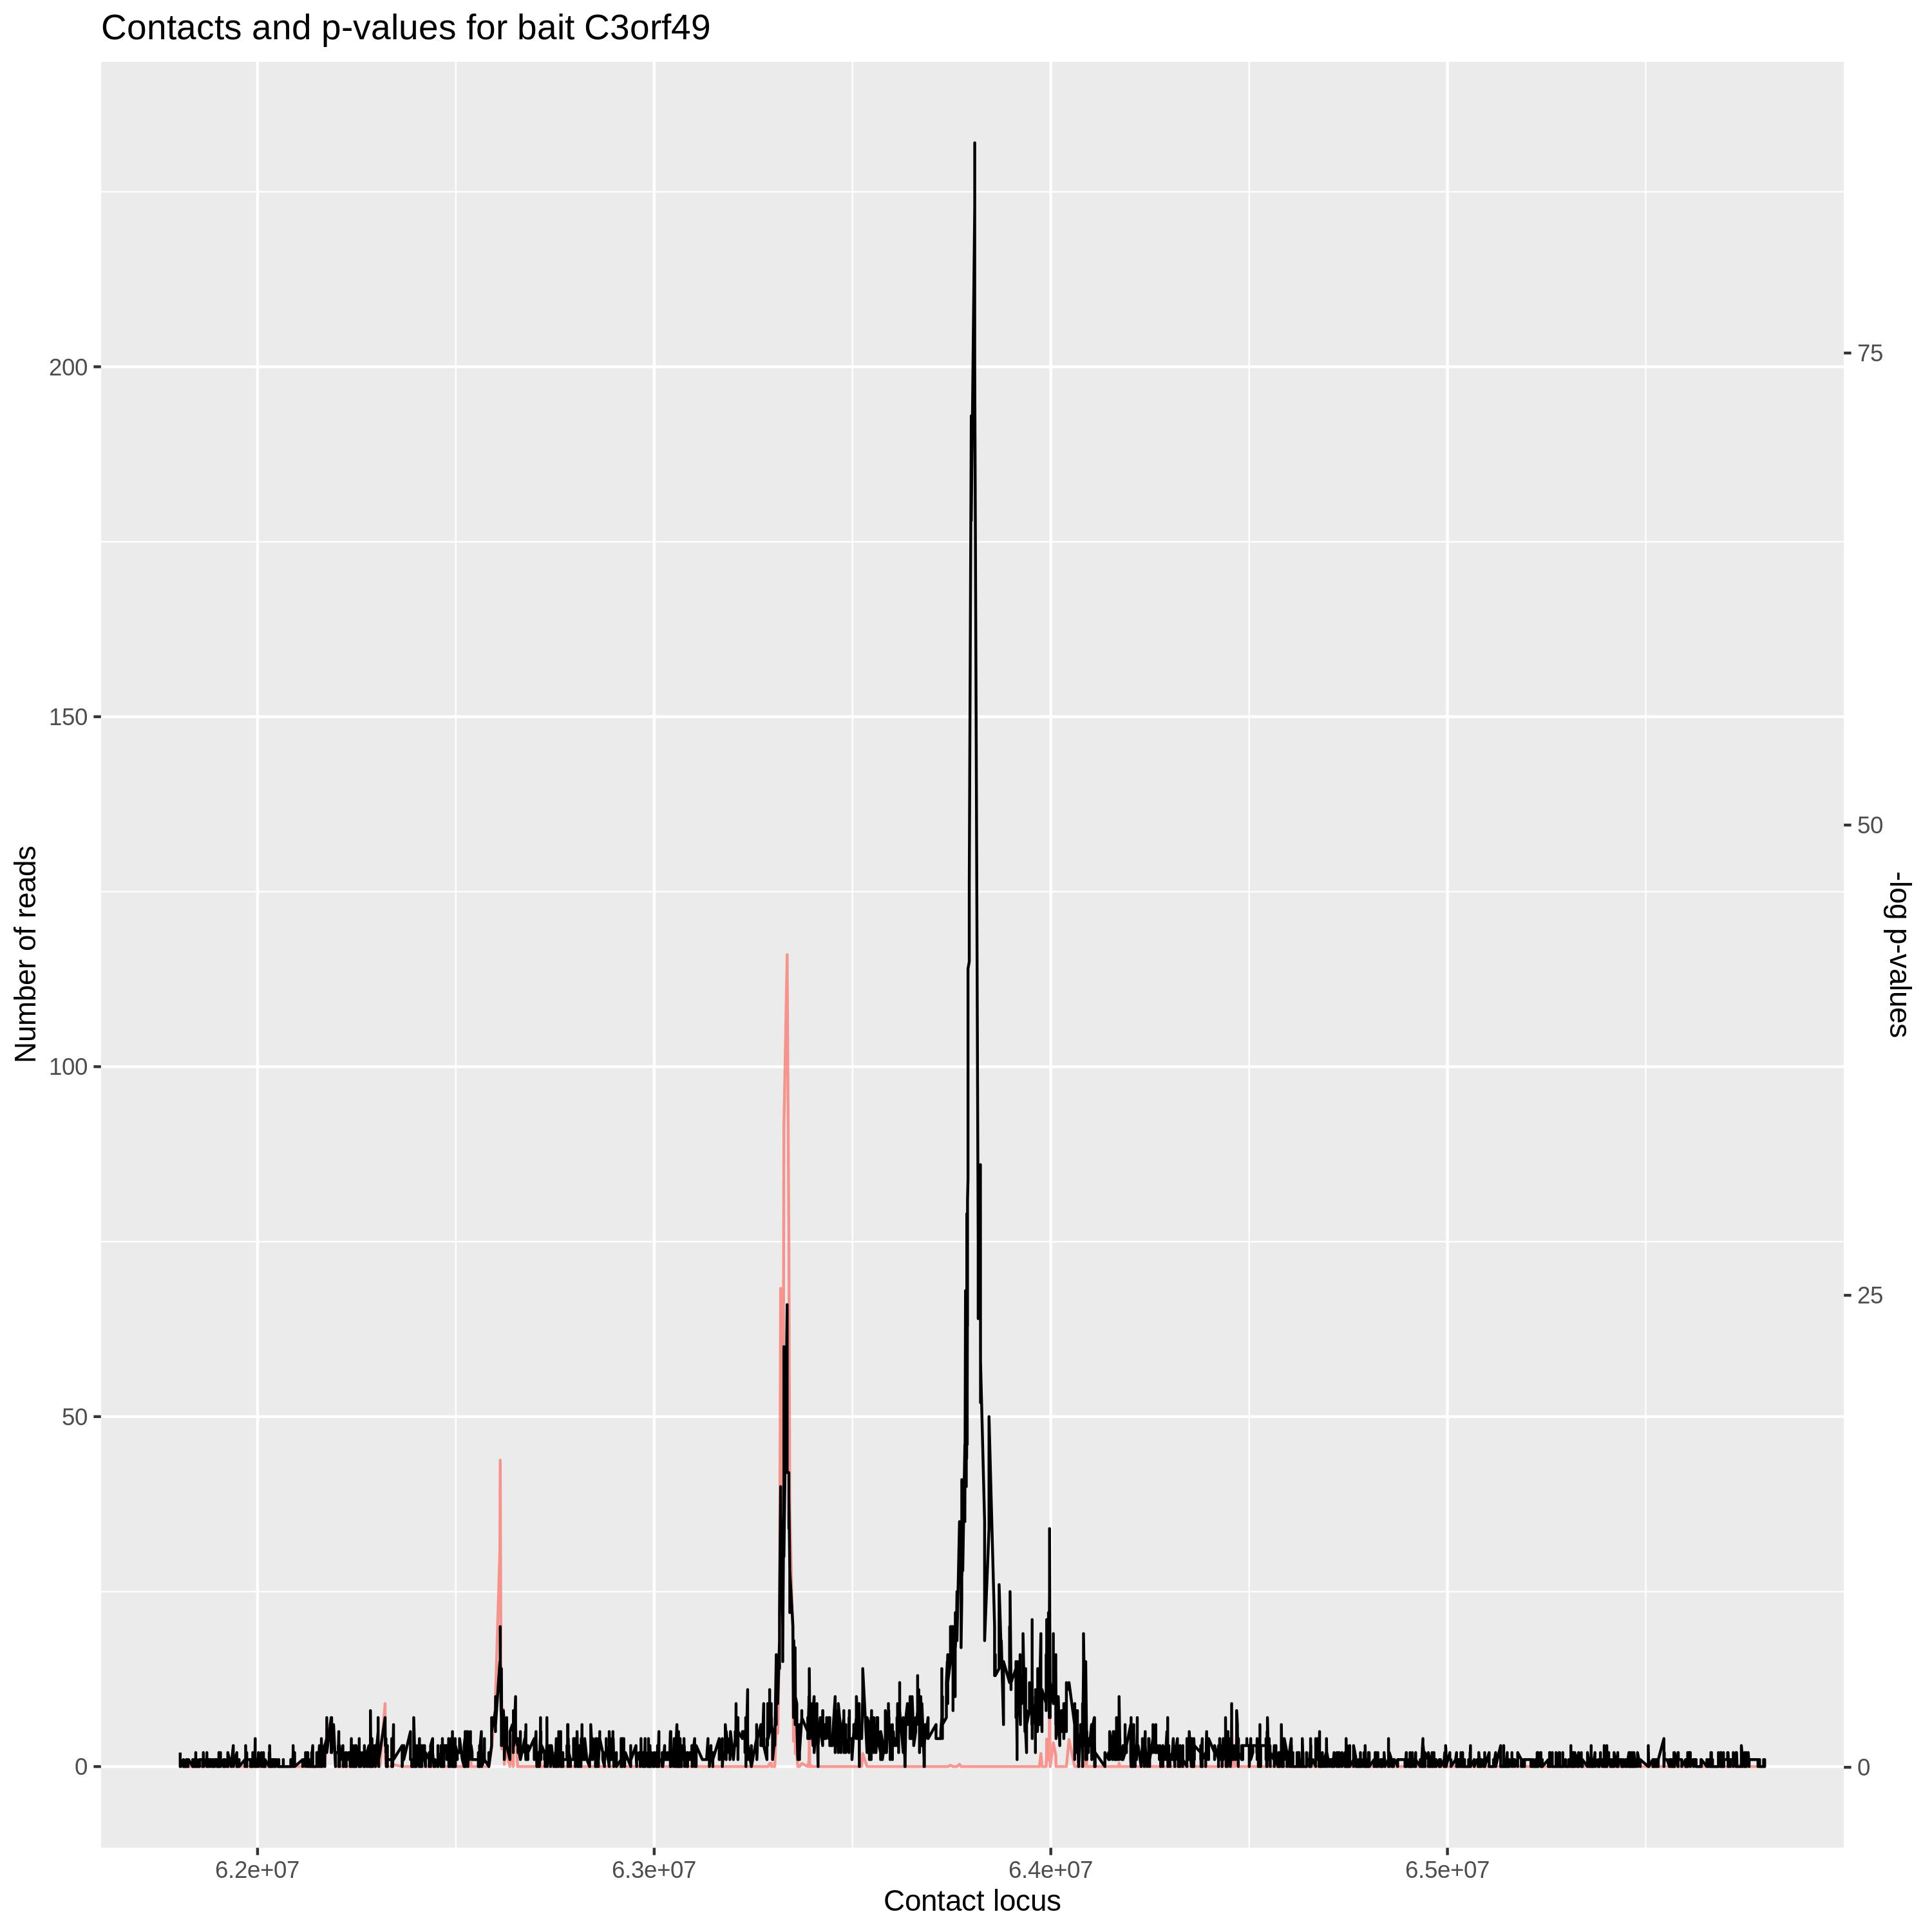 Contacts and p-values for bait C3orf49
200
150
100
50
0
Number of reads
75
50
25
0
-log p-values
6.2e+07
6.3e+07
6.4e+07
6.5e+07
Contact locus